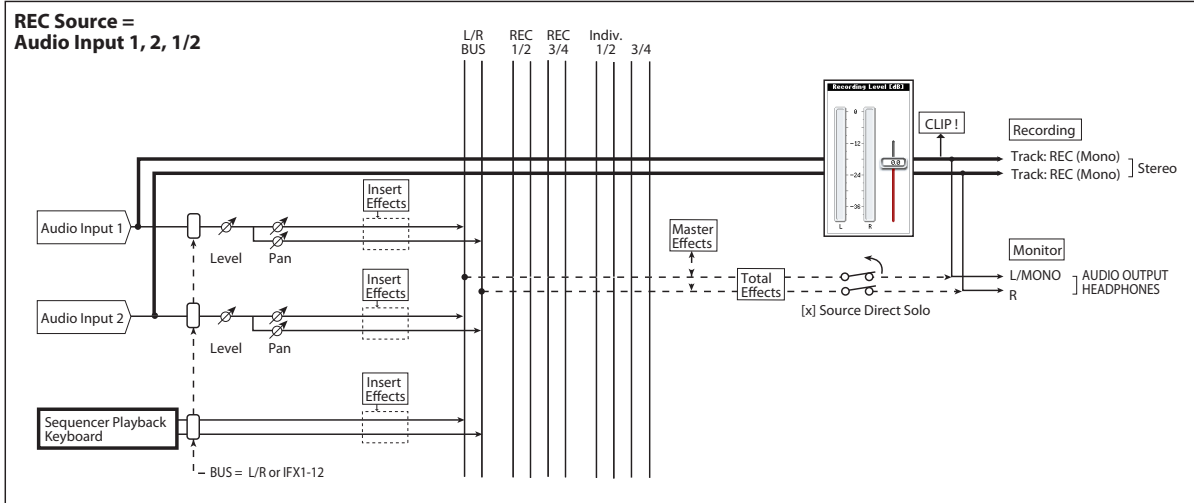 REC Source =
Audio Input 1, 2, 1/2
L/R
BUS
REC
1/2
REC
3/4
Indiv.
1/2
3/4
Recording Level [dB]
0
-12
-24
-36
L
R
0.0
CLIP !
Recording
Track: REC (Mono)
Track: REC (Mono)
Stereo
Audio Input 1
Level
Pan
Insert
Effects
Master
Effects
Total
Effects
[x] Source Direct Solo
Monitor
L/MONO
R
AUDIO OUTPUT
HEADPHONES
Audio Input 2
Level
Pan
Insert
Effects
Sequencer Playback
Keyboard
Insert
Effects
BUS = L/R or IFX1-12